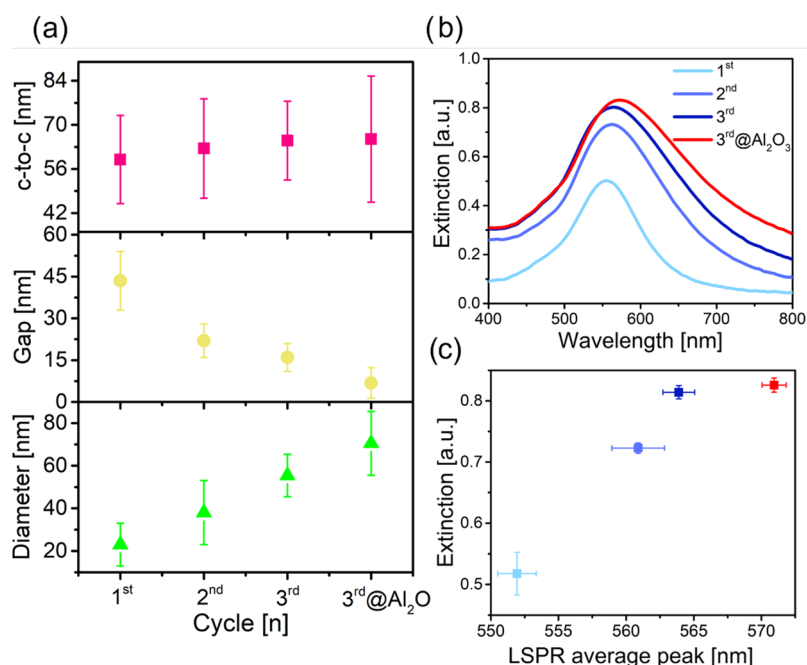 (a)
c-to-c [nm]
84
70
56
42
Gap [nm]
60
45
30
15
0
Diameter [nm]
80
60
40
20
1st 2nd 3rd 3rd@Al2O
Cycle [n]
(b)
Extinction [a.u.]
1.0
0.8
0.6
0.4
0.2
0.0
1st
2nd
3rd
3rd@Al2O3
400 500 600 700 800
Wavelength [nm]
(c)
Extinction [a.u.]
0.8
0.7
0.6
0.5
550 555 560 565 570
LSPR average peak [nm]